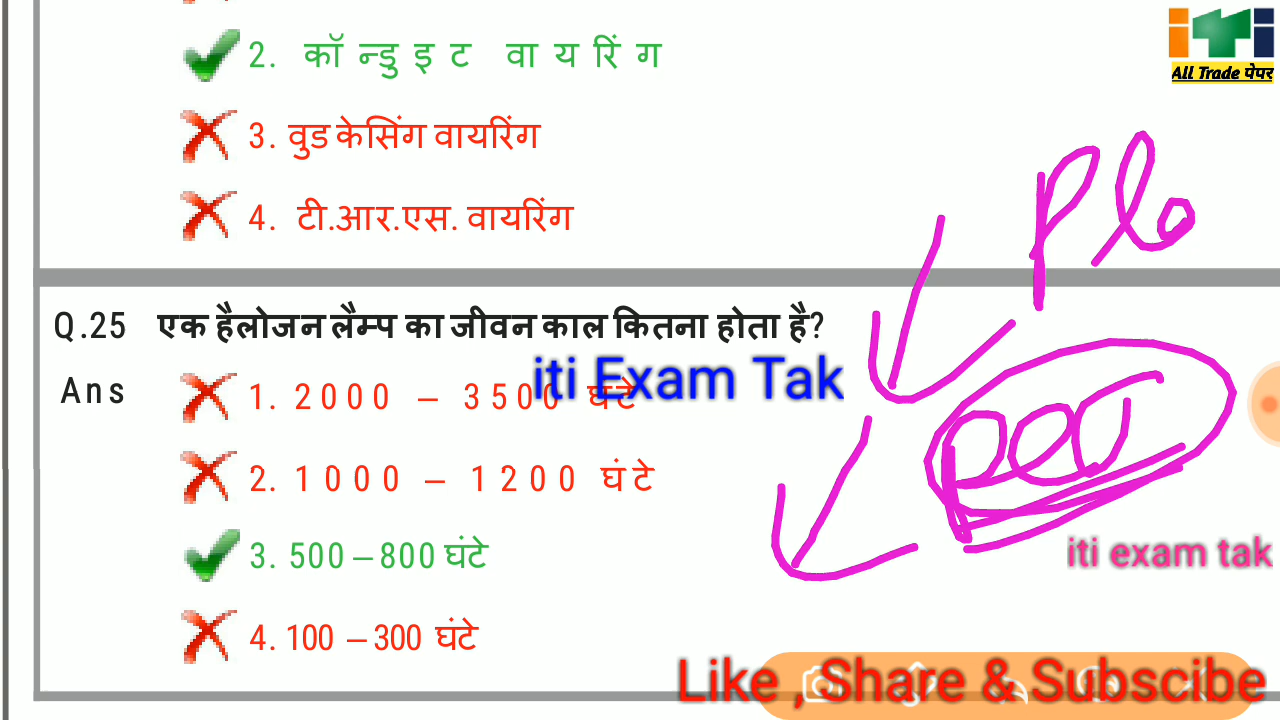 iTi
All Trade पेपर
2. कॉन्डुइट वायरिंग
3. वुड केसिंग वायरिंग
4. टी.आर.एस. वायरिंग
Q.25 एक हैलोजन लैम्प का जीवन काल कितना होता है?
iti Exam Tak
Ans 1. 2000 – 3500 घंटे
2. 1000 – 1200 घंटे
3. 500 – 800 घंटे
iti exam tak
4. 100 – 300 घंटे
Like , Share & Subscibe